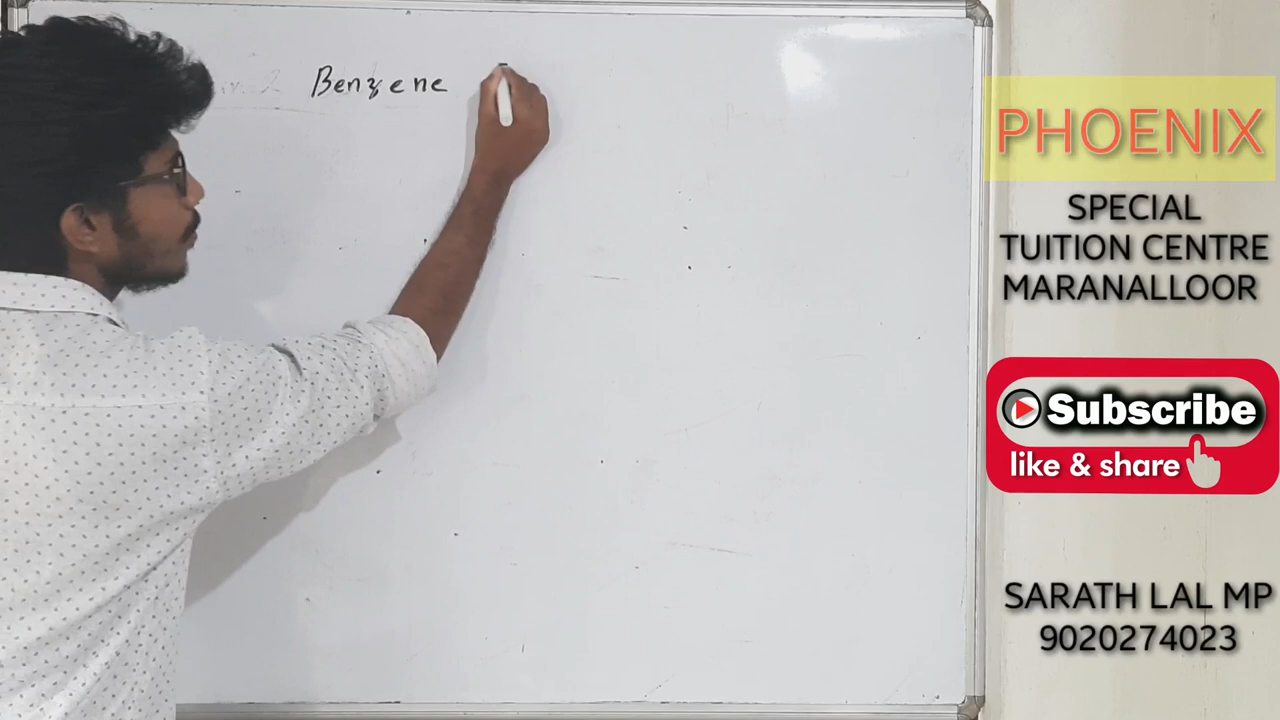 Benzene
PHOENIX
SPECIAL
TUITION CENTRE
MARANALLOOR
Subscribe
like & share
SARATH LAL MP
9020274023